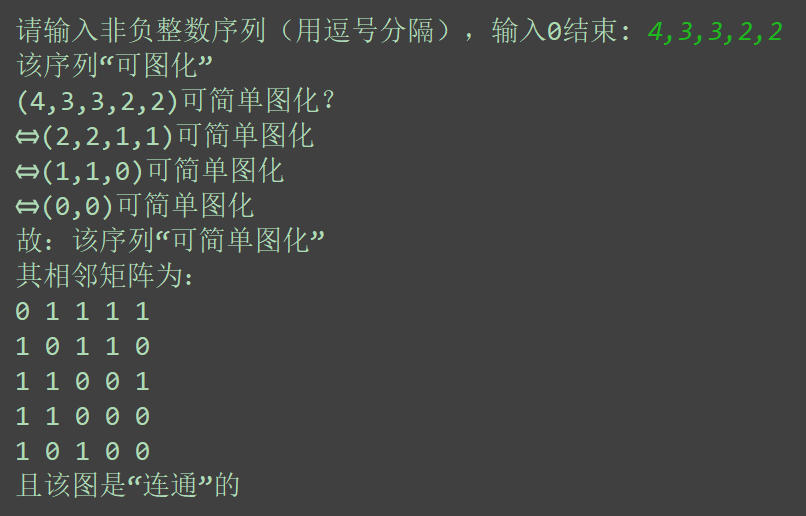 请输入非负整数序列（用逗号分隔），输入0结束: 4,3,3,2,2
该序列“可图化”
(4,3,3,2,2)可简单图化？
⇔(2,2,1,1)可简单图化
⇔(1,1,0)可简单图化
⇔(0,0)可简单图化
故：该序列“可简单图化”
其相邻矩阵为：
0 1 1 1 1
1 0 1 1 0
1 1 0 0 1
1 1 0 0 0
1 0 1 0 0
且该图是“连通”的